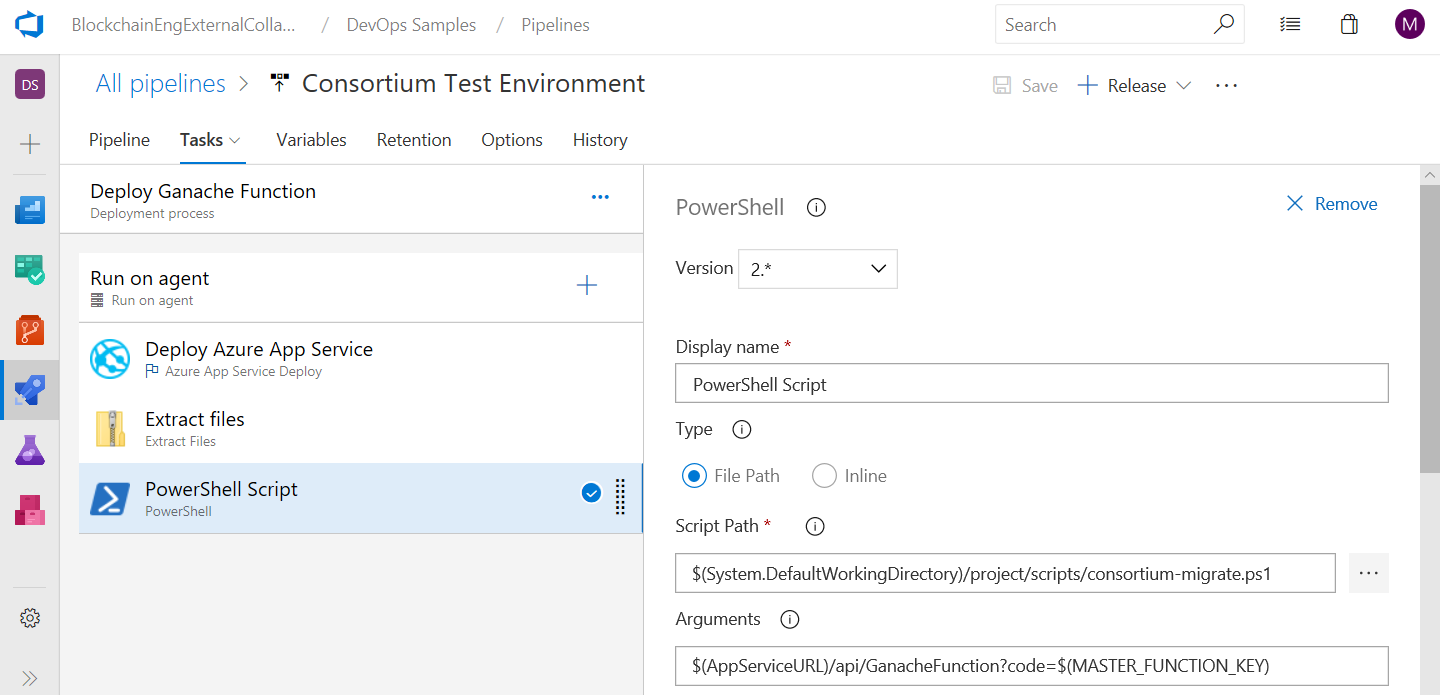 BlockchainEngExternalColla... / DevOps Samples / Pipelines
Search
M
DS
All pipelines > Consortium Test Environment
Save
Release
Pipeline
Tasks
Variables
Retention
Options
History
Deploy Ganache Function
Deployment process
Run on agent
Run on agent
Deploy Azure App Service
Azure App Service Deploy
Extract files
Extract Files
PowerShell Script
PowerShell
PowerShell
Remove
Version
2.*
Display name *
PowerShell Script
Type
File Path
Inline
Script Path *
$(System.DefaultWorkingDirectory)/project/scripts/consortium-migrate.ps1
Arguments
$(AppServiceURL)/api/GanacheFunction?code=$(MASTER_FUNCTION_KEY)